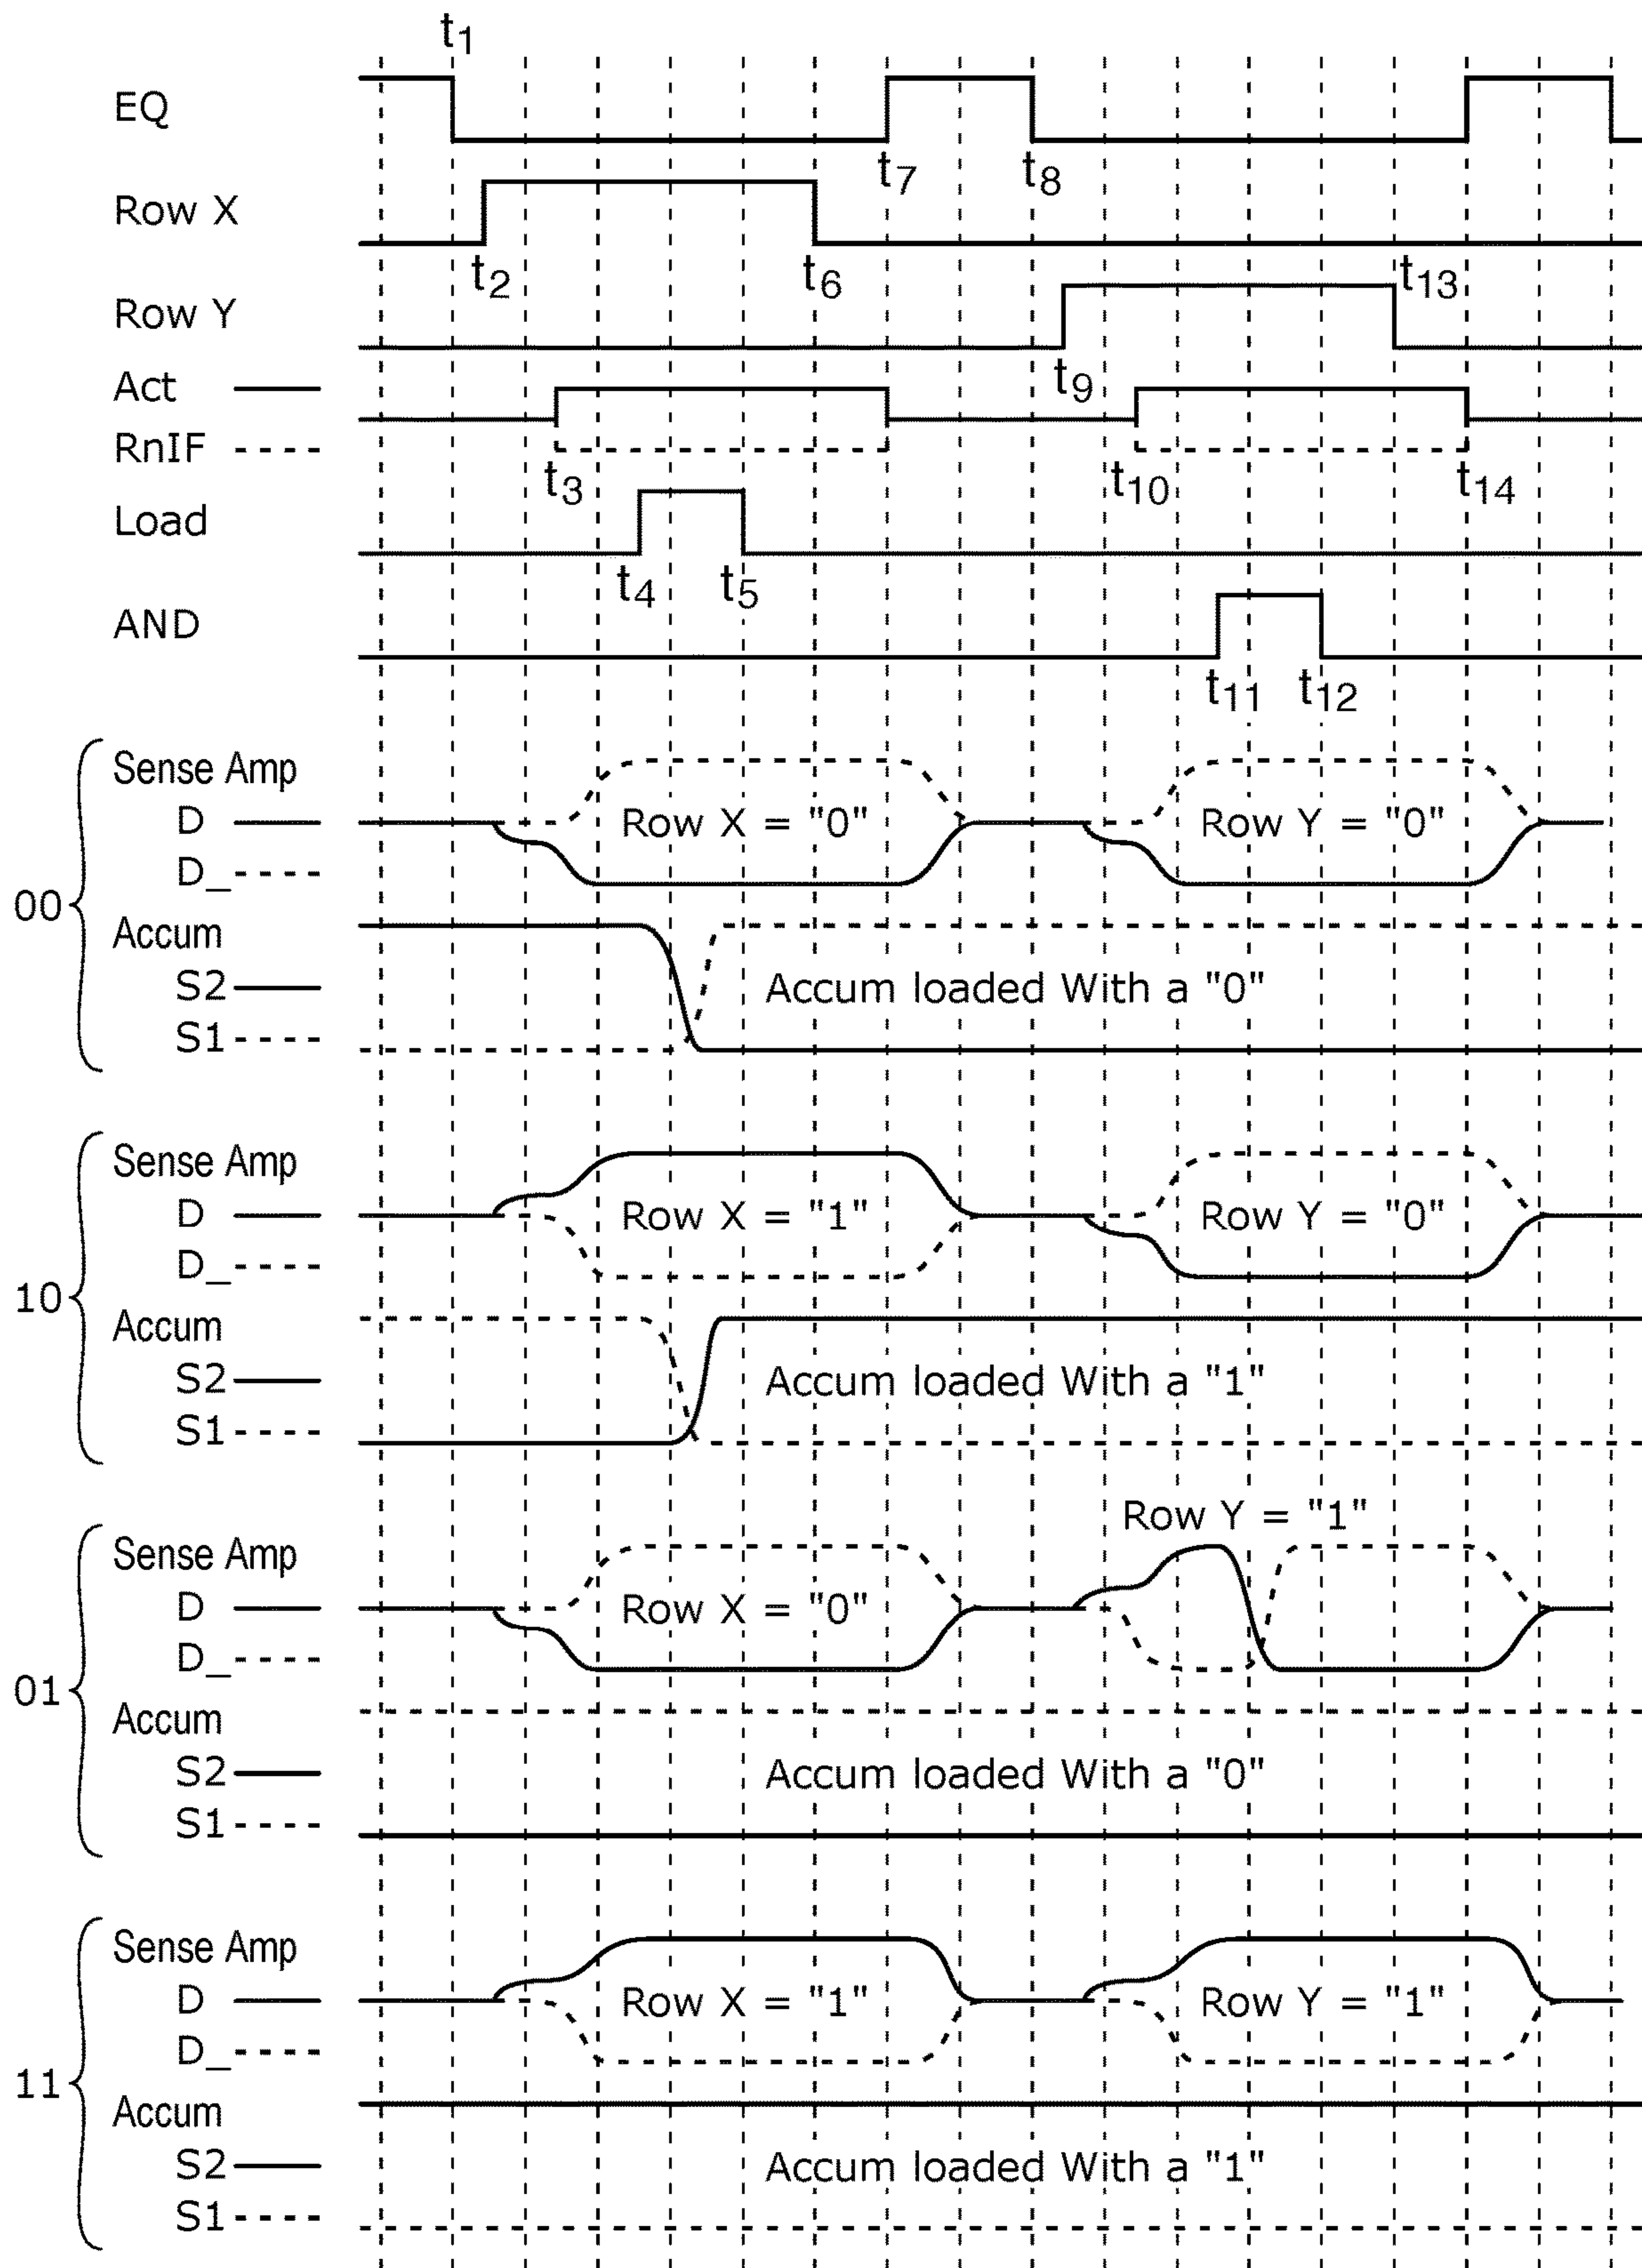 t1
EQ
t7 t8
Row X
t2 t6 t13
Row Y
t9
Act
RnIF
t3 t10 t14
Load
t4 t5
AND
t11 t12
00
Sense Amp
D Row X = "0" Row Y = "0"
D_
Accum
S2 Accum loaded With a "0"
S1
10
Sense Amp
D Row X = "1" Row Y = "0"
D_
Accum
S2 Accum loaded With a "1"
S1
01
Row Y = "1"
Sense Amp
D Row X = "0"
D_
Accum
S2 Accum loaded With a "0"
S1
11
Sense Amp
D Row X = "1" Row Y = "1"
D_
Accum
S2 Accum loaded With a "1"
S1